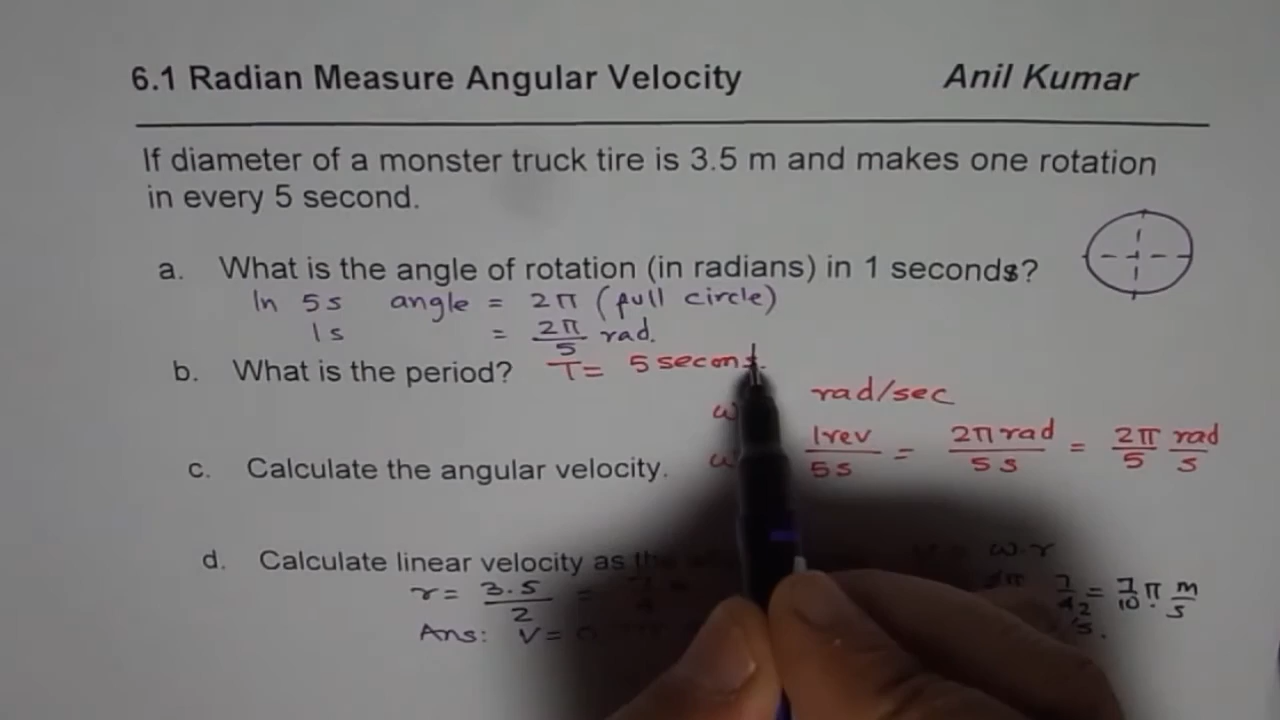 6.1 Radian Measure Angular Velocity Anil Kumar
If diameter of a monster truck tire is 3.5 m and makes one rotation
in every 5 second.
a. What is the angle of rotation (in radians) in 1 seconds?
In 5s angle = 2π (full circle)
1s = 2π/5 rad.
b. What is the period? T = 5 secons.
ω rad/sec
c. Calculate the angular velocity. ω 1rev/5s = 2π rad/5s = 2π/5 rad/s
d. Calculate linear velocity as
ω·r
r = 3.5/2 = = 7/10 π m/s
Ans: V =